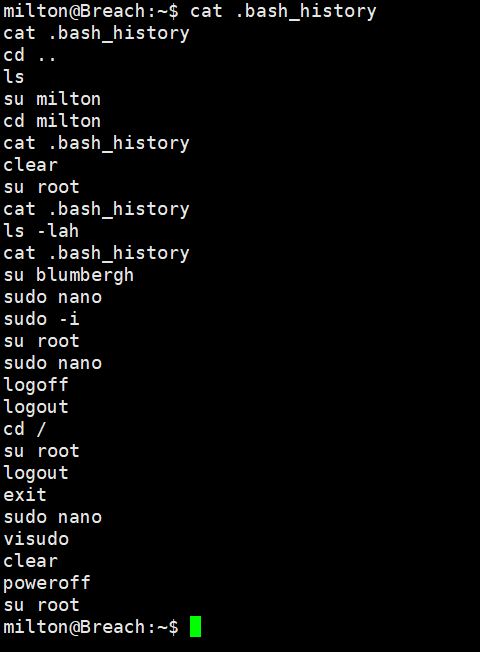 milton@Breach:~$ cat .bash_history
cat .bash_history
cd ..
ls
su milton
cd milton
cat .bash_history
clear
su root
cat .bash_history
ls -lah
cat .bash_history
su blumbergh
sudo nano
sudo -i
su root
sudo nano
logoff
logout
cd /
su root
logout
exit
sudo nano
visudo
clear
poweroff
su root
milton@Breach:~$